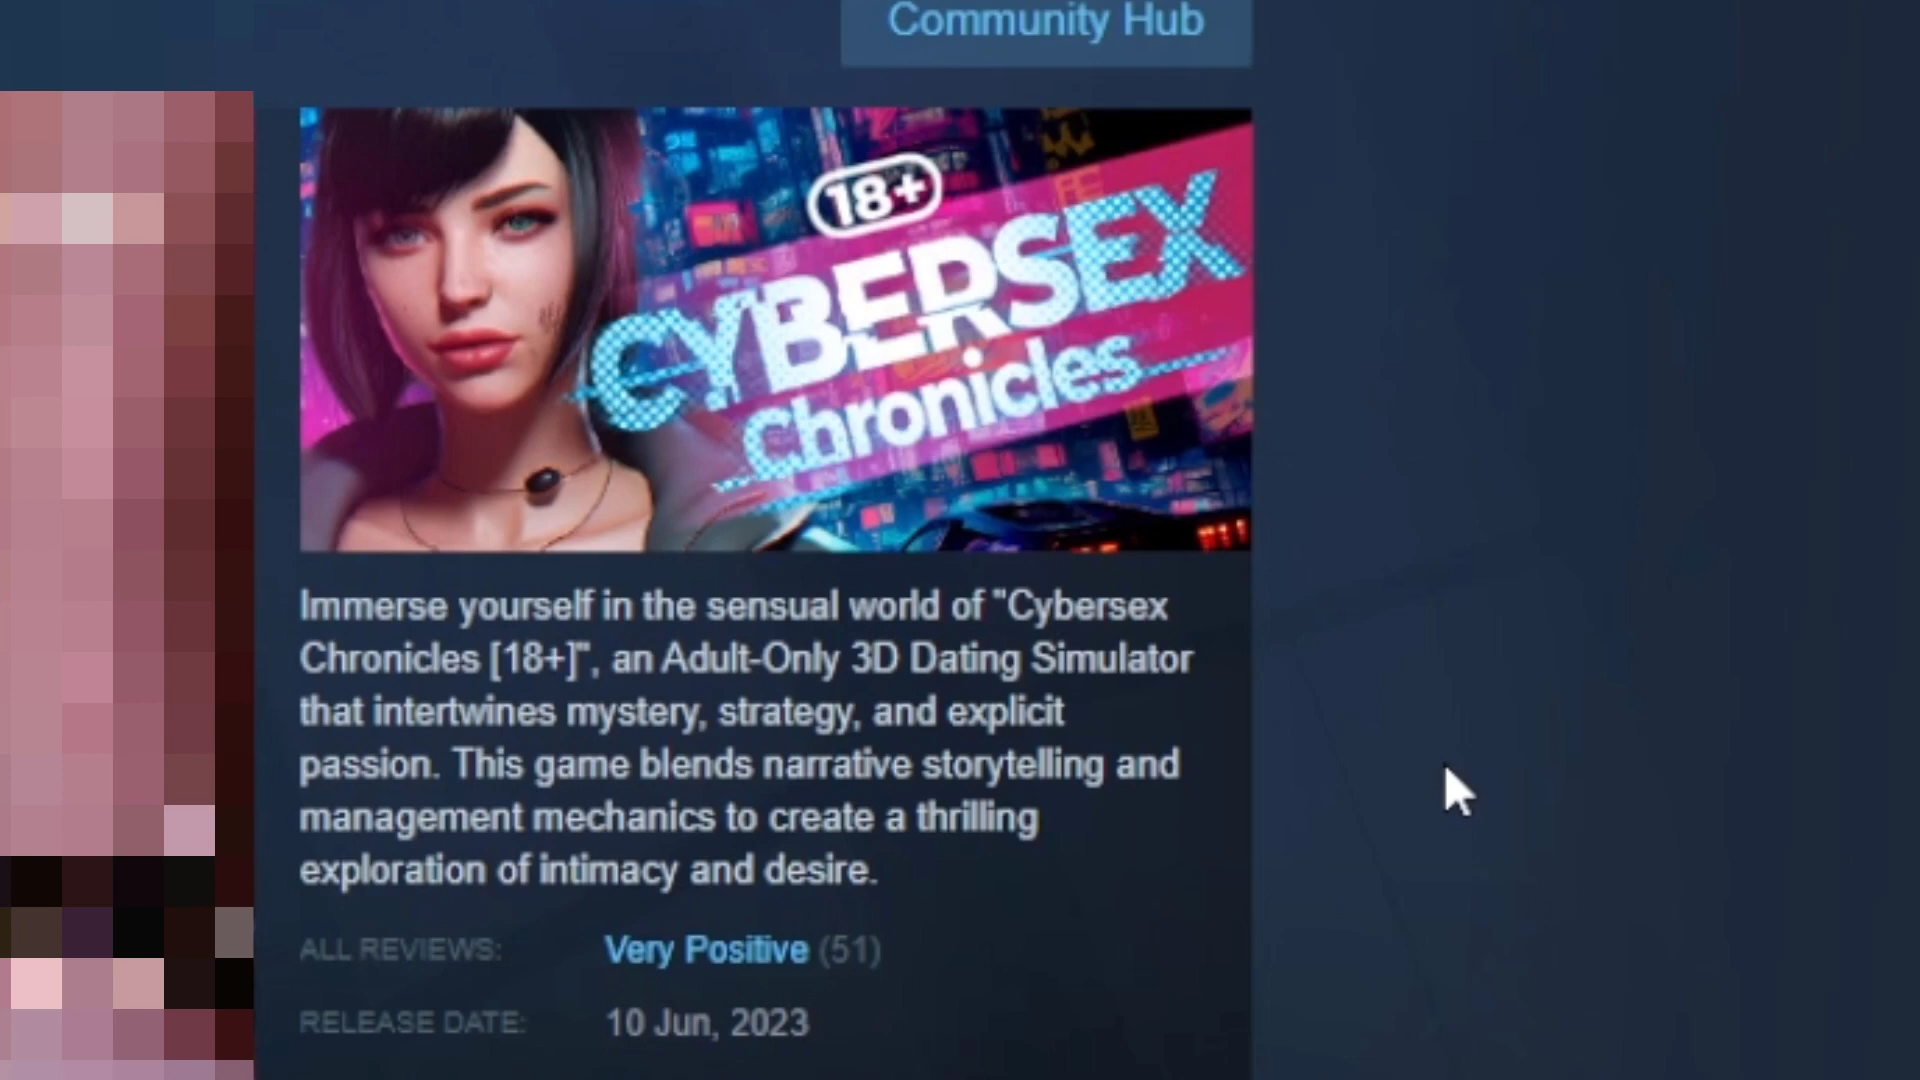 Community Hub
18+
CYBERSEX
Chronicles
Immerse yourself in the sensual world of "Cybersex
Chronicles [18+]", an Adult-Only 3D Dating Simulator
that intertwines mystery, strategy, and explicit
passion. This game blends narrative storytelling and
management mechanics to create a thrilling
exploration of intimacy and desire.
ALL REVIEWS: Very Positive (51)
RELEASE DATE: 10 Jun, 2023